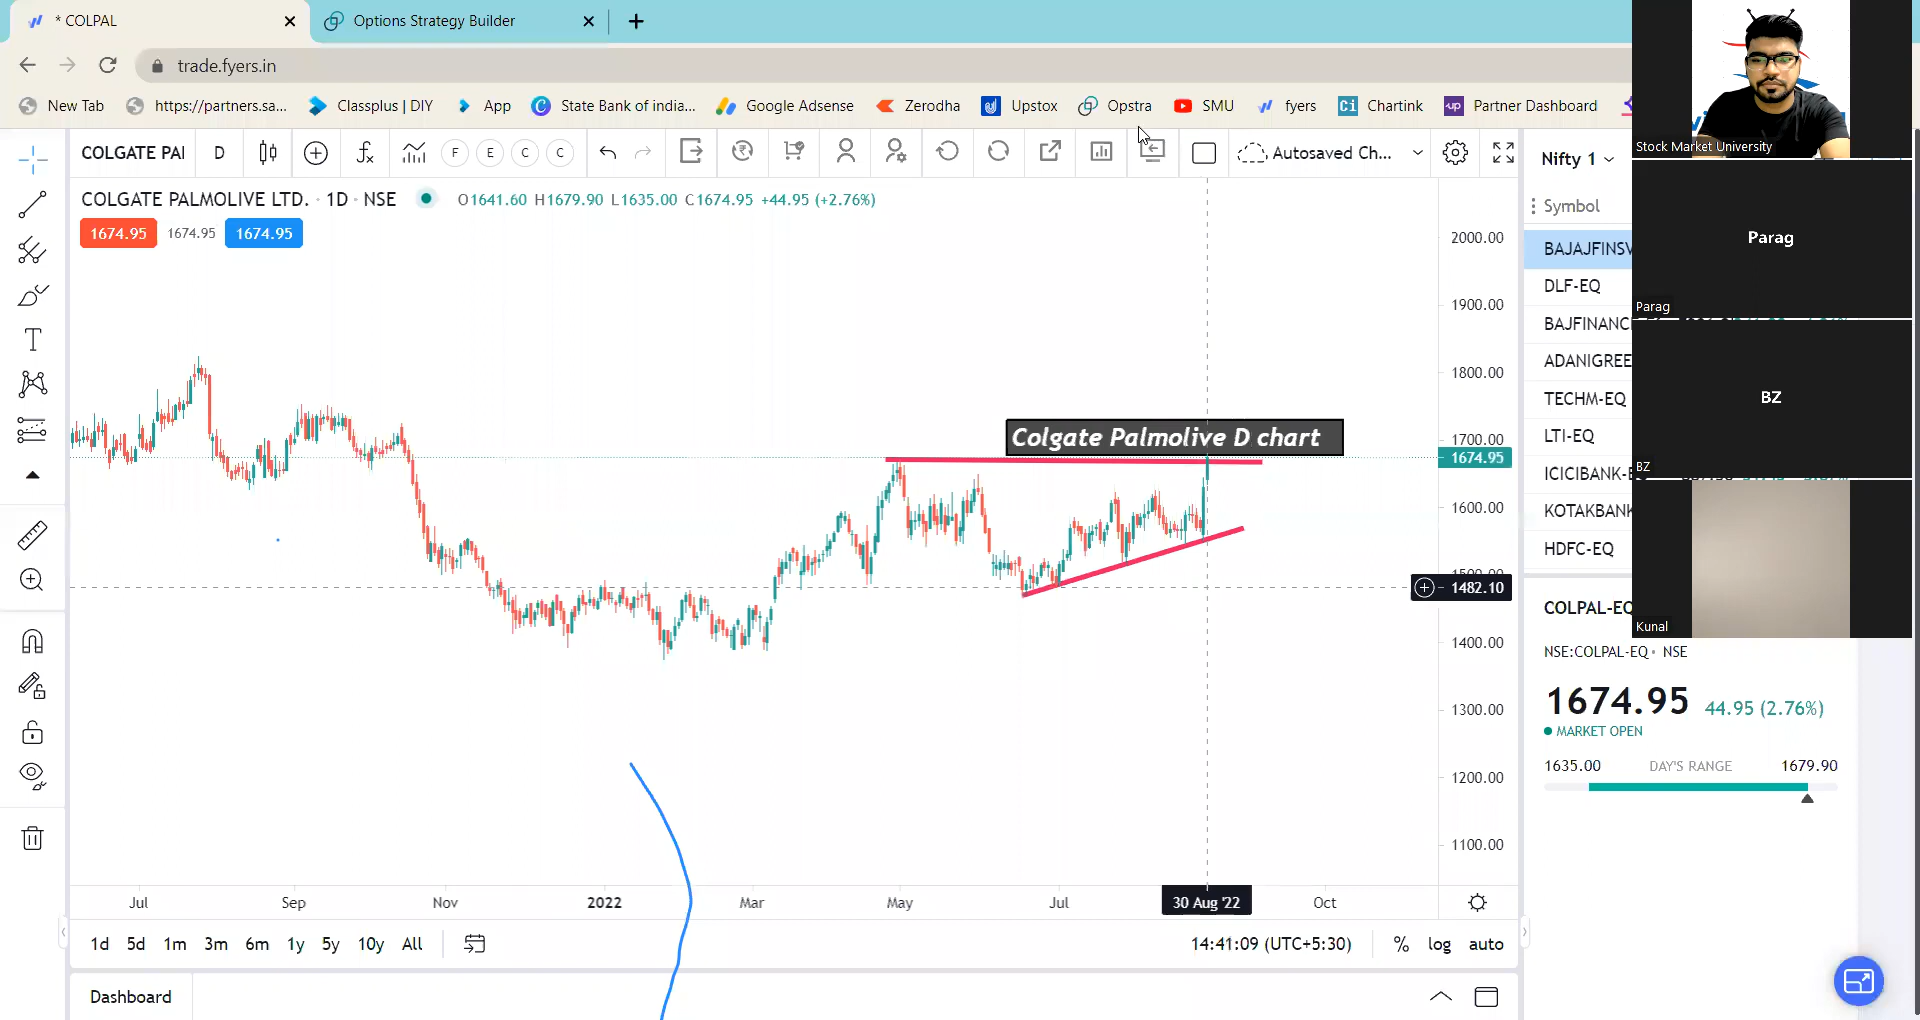 * COLPAL
Options Strategy Builder
trade.fyers.in
New Tab
https://partners.sa...
Classplus | DIY
App
State Bank of india...
Google Adsense
Zerodha
Upstox
Opstra
SMU
fyers
Chartink
Partner Dashboard
COLGATE PAL
D
F
E
C
C
Autosaved Ch...
Nifty 1
COLGATE PALMOLIVE LTD. · 1D · NSE
O1641.60 H1679.90 L1635.00 C1674.95 +44.95 (+2.76%)
1674.95
1674.95
1674.95
Symbol
BAJAJFINSV
DLF-EQ
BAJFINANC
ADANIGREE
TECHM-EQ
LTI-EQ
ICICIBANK-E
KOTAKBANK
HDFC-EQ
Stock Market University
Parag
Parag
BZ
BZ
Kunal
Colgate Palmolive D chart
2000.00
1900.00
1800.00
1700.00
1674.95
1600.00
1500.00
1482.10
1400.00
1300.00
1200.00
1100.00
COLPAL-EQ
NSE:COLPAL-EQ • NSE
1674.95 44.95 (2.76%)
MARKET OPEN
1635.00 DAY'S RANGE 1679.90
Jul
Sep
Nov
2022
Mar
May
Jul
30 Aug '22
Oct
1d 5d 1m 3m 6m 1y 5y 10y All
14:41:09 (UTC+5:30)
% log auto
Dashboard